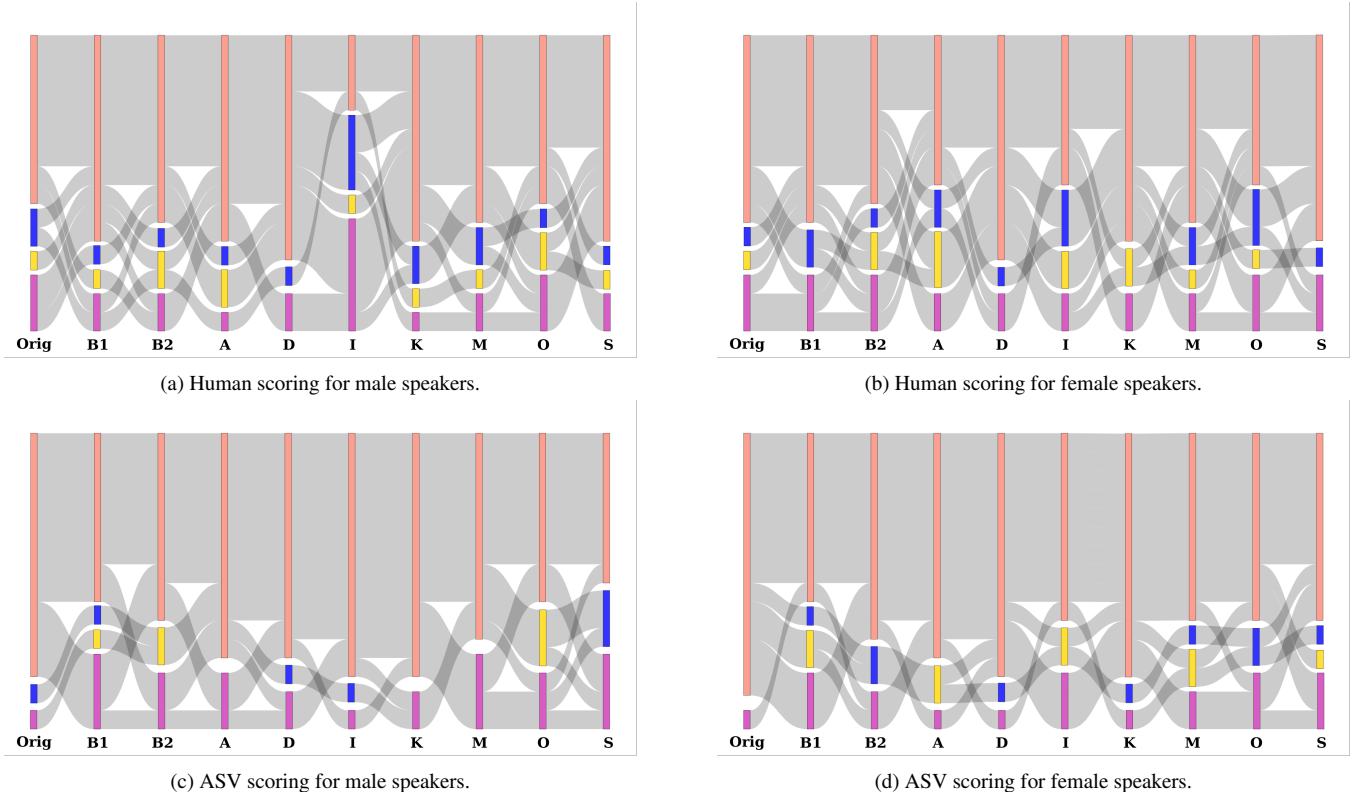 Orig B1 B2 A D I K M O S
Orig B1 B2 A D I K M O S
(a) Human scoring for male speakers.
(b) Human scoring for female speakers.
Orig B1 B2 A D I K M O S
Orig B1 B2 A D I K M O S
(c) ASV scoring for male speakers.
(d) ASV scoring for female speakers.